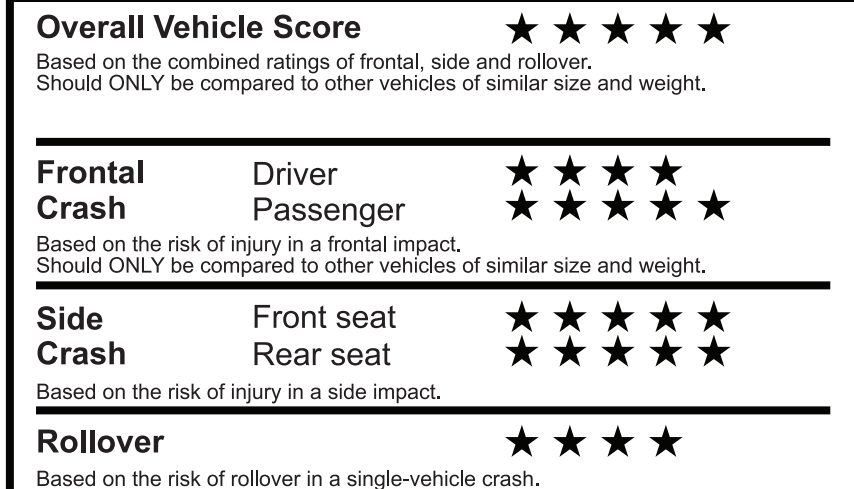 Overall Vehicle Score ★ ★ ★ ★ ★
Based on the combined ratings of frontal, side and rollover.
Should ONLY be compared to other vehicles of similar size and weight.
Frontal Driver ★ ★ ★ ★
Crash Passenger ★ ★ ★ ★ ★
Based on the risk of injury in a frontal impact.
Should ONLY be compared to other vehicles of similar size and weight.
Side Front seat ★ ★ ★ ★ ★
Crash Rear seat ★ ★ ★ ★ ★
Based on the risk of injury in a side impact.
Rollover ★ ★ ★ ★
Based on the risk of rollover in a single-vehicle crash.